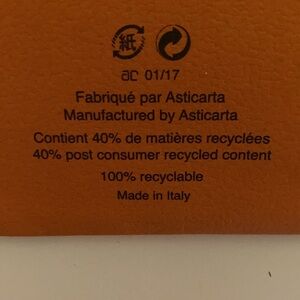 紙
ac 01/17
Fabriqué par Asticarta
Manufactured by Asticarta
Contient 40% de matières recyclées
40% post consumer recycled content
100% recyclable
Made in Italy